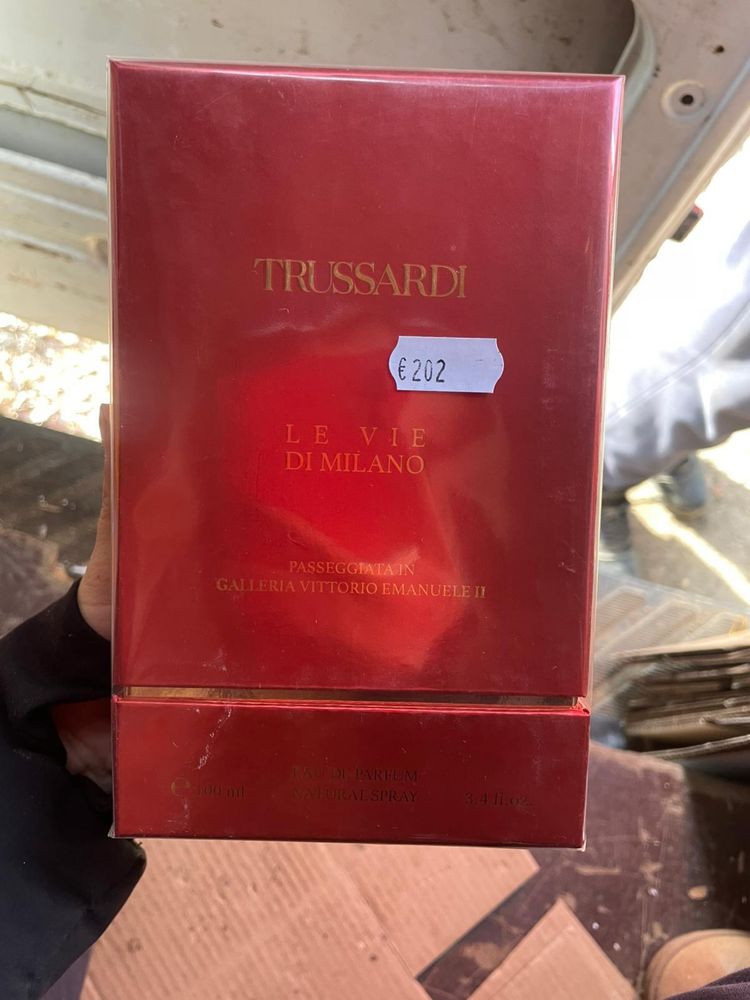 TRUSSARDI
€202
LE VIE
DI MILANO
PASSEGGIATA IN
GALLERIA VITTORIO EMANUELE II
EAU DE PARFUM
NATURAL SPRAY
e 100 ml
3.4 fl.oz.